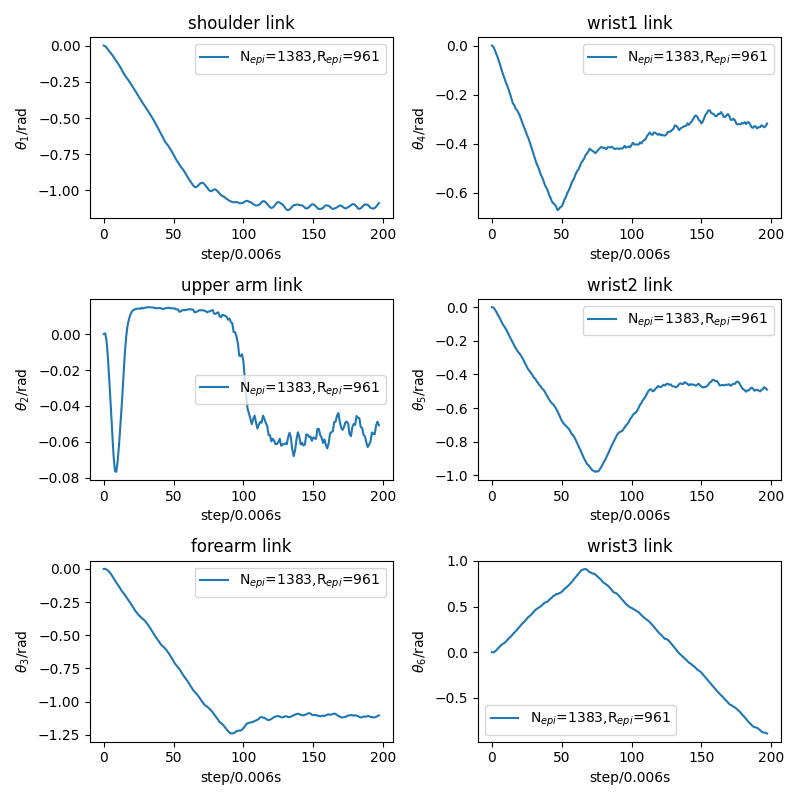 shoulder link
N_epi=1383,R_epi=961
θ_1/rad
0.00
−0.25
−0.50
−0.75
−1.00
0 50 100 150 200
step/0.006s
wrist1 link
N_epi=1383,R_epi=961
θ_4/rad
0.0
−0.2
−0.4
−0.6
0 50 100 150 200
step/0.006s
upper arm link
N_epi=1383,R_epi=961
θ_2/rad
0.00
−0.02
−0.04
−0.06
−0.08
0 50 100 150 200
step/0.006s
wrist2 link
N_epi=1383,R_epi=961
θ_5/rad
0.0
−0.2
−0.4
−0.6
−0.8
−1.0
0 50 100 150 200
step/0.006s
forearm link
N_epi=1383,R_epi=961
θ_3/rad
0.00
−0.25
−0.50
−0.75
−1.00
−1.25
0 50 100 150 200
step/0.006s
wrist3 link
N_epi=1383,R_epi=961
θ_6/rad
1.0
0.5
0.0
−0.5
0 50 100 150 200
step/0.006s